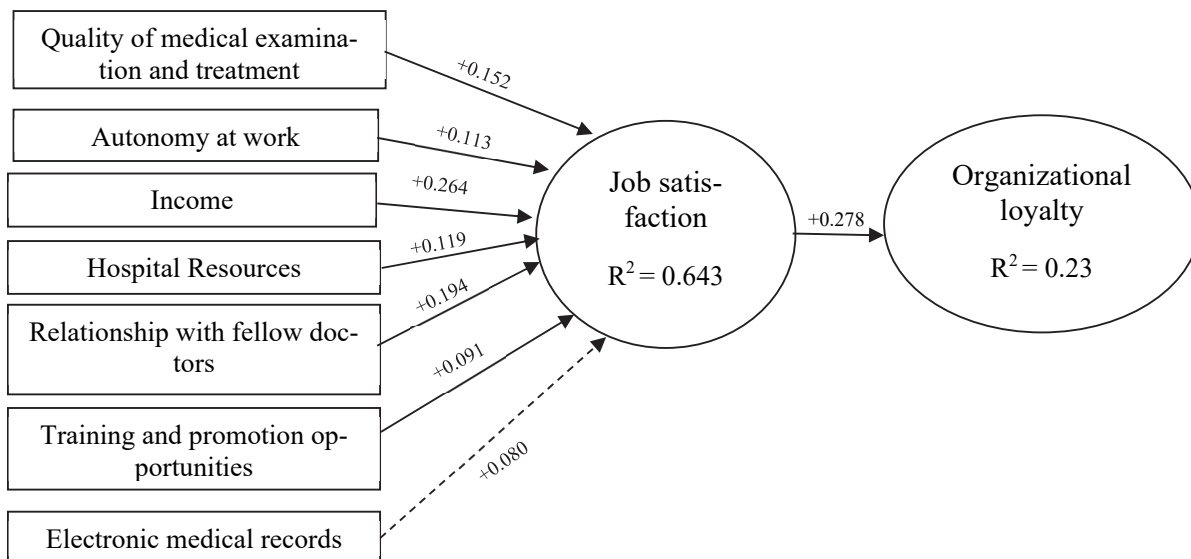 Quality of medical examina-
tion and treatment
+0.152
Autonomy at work
+0.113
Income
+0.264
Hospital Resources
+0.119
Relationship with fellow doc-
tors
+0.194
Training and promotion op-
portunities
+0.091
Electronic medical records
+0.080
Job satis-
faction
R² = 0.643
+0.278
Organizational
loyalty
R² = 0.23